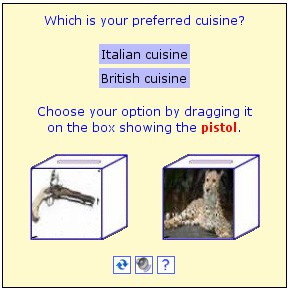 Which is your preferred cuisine?
Italian cuisine
British cuisine
Choose your option by dragging it
on the box showing the pistol.
?